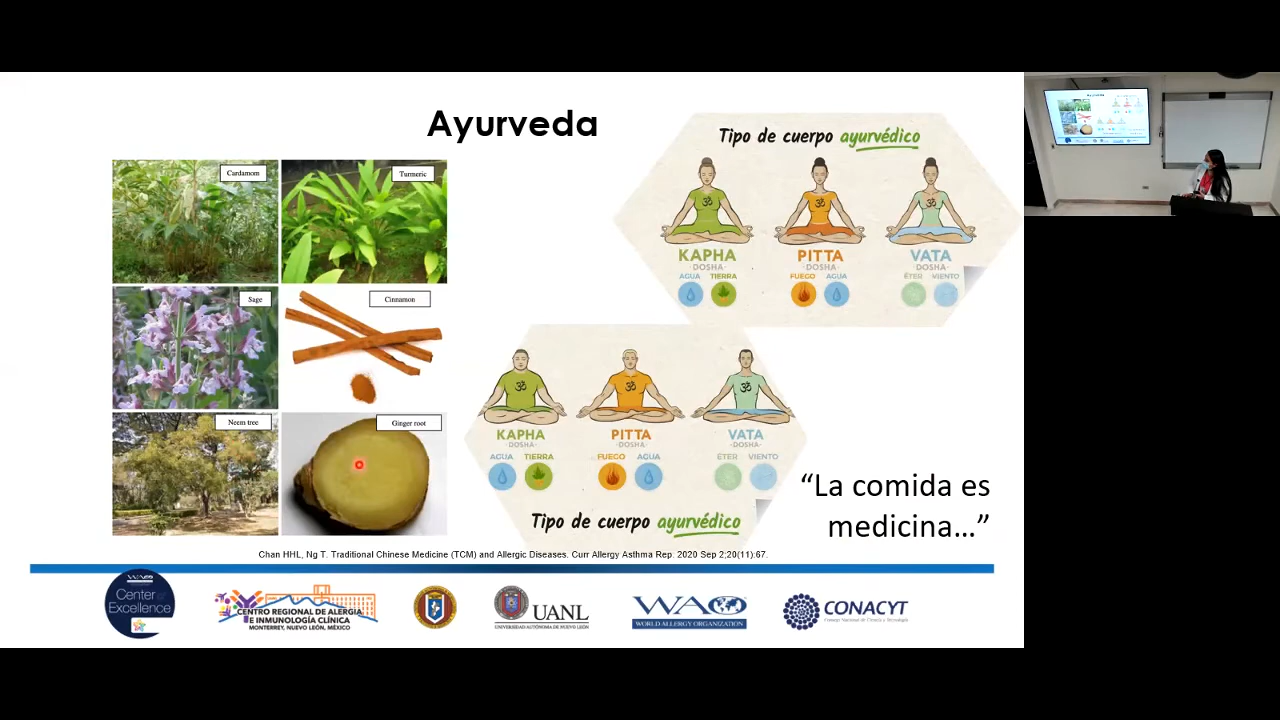 Ayurveda
Cardamom
Turmeric
Sage
Cinnamon
Neem tree
Ginger root
Tipo de cuerpo ayurvédico
KAPHA
-DOSHA-
AGUA TIERRA
PITTA
-DOSHA-
FUEGO AGUA
VATA
-DOSHA-
ÉTER VIENTO
KAPHA
-DOSHA-
AGUA TIERRA
PITTA
-DOSHA-
FUEGO AGUA
VATA
-DOSHA-
ÉTER VIENTO
Tipo de cuerpo ayurvédico
“La comida es
medicina...”
Chan HHL, Ng T. Traditional Chinese Medicine (TCM) and Allergic Diseases. Curr Allergy Asthma Rep. 2020 Sep 2;20(11):67.
WAO
Center of
Excellence
CENTRO REGIONAL DE ALERGIA
E INMUNOLOGÍA CLÍNICA
MONTERREY, NUEVO LEÓN, MÉXICO
UANL
UNIVERSIDAD AUTÓNOMA DE NUEVO LEÓN
WAO
WORLD ALLERGY ORGANIZATION
CONACYT
Consejo Nacional de Ciencia y Tecnología